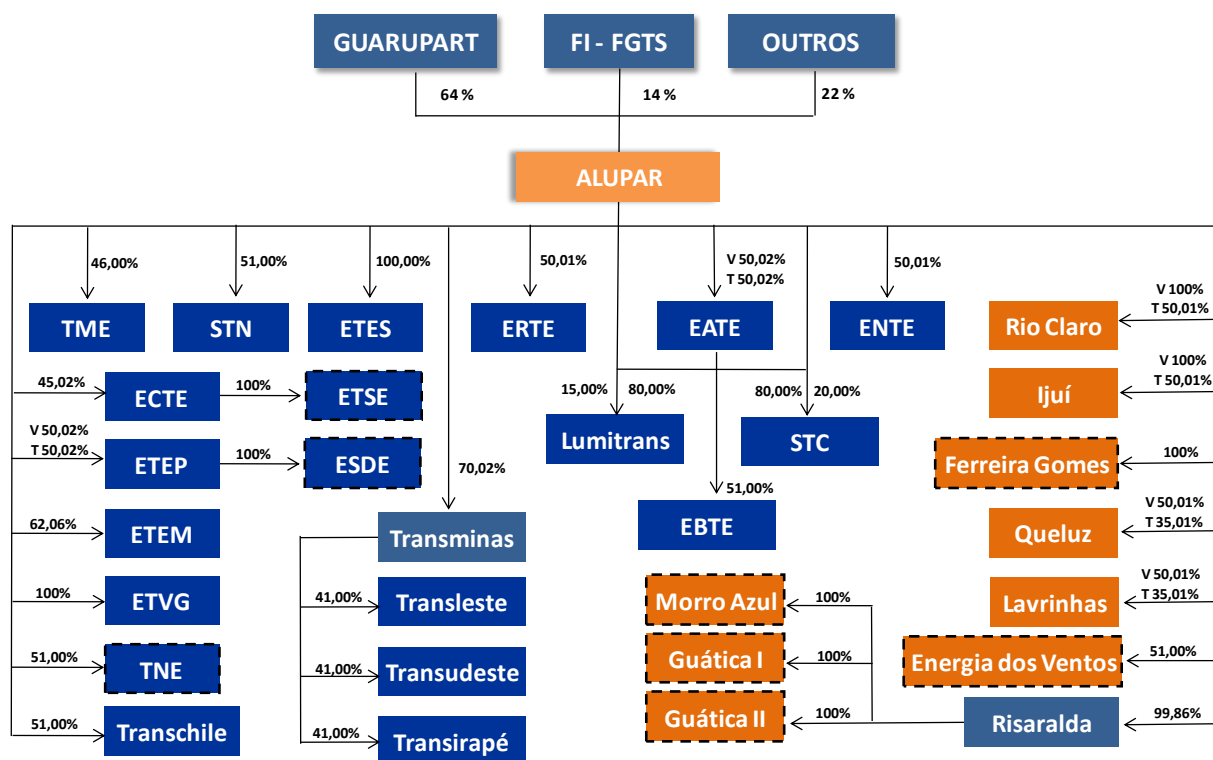 GUARUPART
FI - FGTS
OUTROS
64 %
14 %
22 %
ALUPAR
46,00%
51,00%
100,00%
50,01%
V 50,02%
T 50,02%
50,01%
V 100%
T 50,01%
TME
STN
ETES
ERTE
EATE
ENTE
Rio Claro
45,02%
ECTE
100%
ETSE
15,00%
80,00%
80,00%
20,00%
V 100%
T 50,01%
Ijuí
V 50,02%
T 50,02%
ETEP
100%
ESDE
70,02%
Lumitrans
STC
Ferreira Gomes
100%
51,00%
62,06%
ETEM
Transminas
EBTE
Queluz
V 50,01%
T 35,01%
100%
ETVG
41,00%
Transleste
Morro Azul
100%
Lavrinhas
V 50,01%
T 35,01%
51,00%
TNE
41,00%
Transudeste
Guática I
100%
Energia dos Ventos
51,00%
51,00%
Transchile
41,00%
Transirapé
Guática II
100%
Risaralda
99,86%